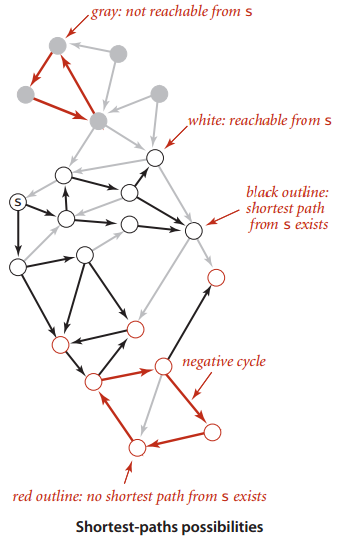 gray: not reachable from s
white: reachable from s
black outline:
shortest path
from s exists
s
negative cycle
red outline: no shortest path from s exists
Shortest-paths possibilities